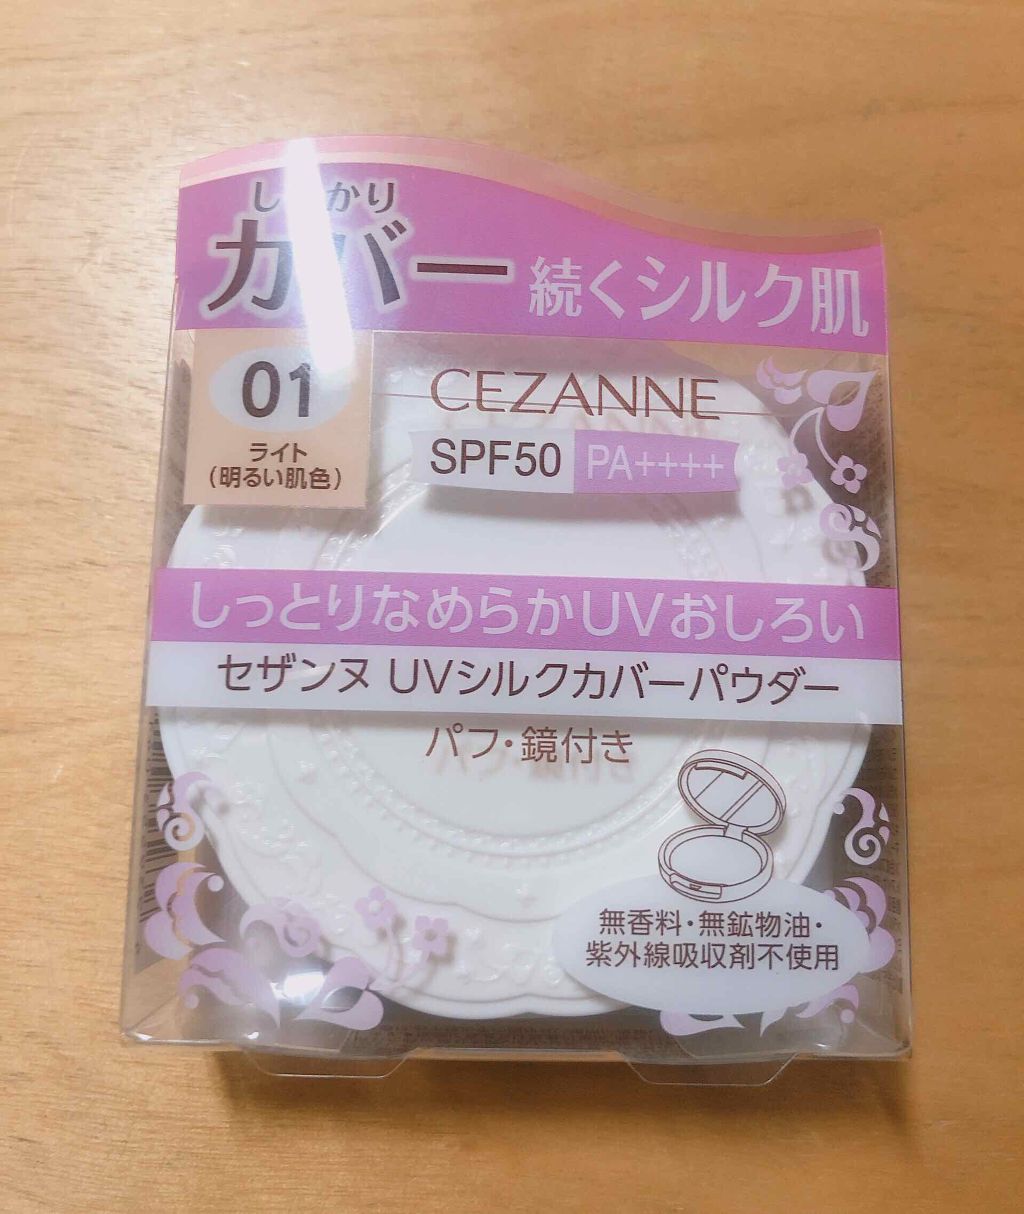 しっかり
カバー 続くシルク肌
01
ライト
(明るい肌色)
CEZANNE
SPF50 PA++++
しっとりなめらかUVおしろい
セザンヌ UVシルクカバーパウダー
パフ・鏡付き
無香料・無鉱物油・
紫外線吸収剤不使用